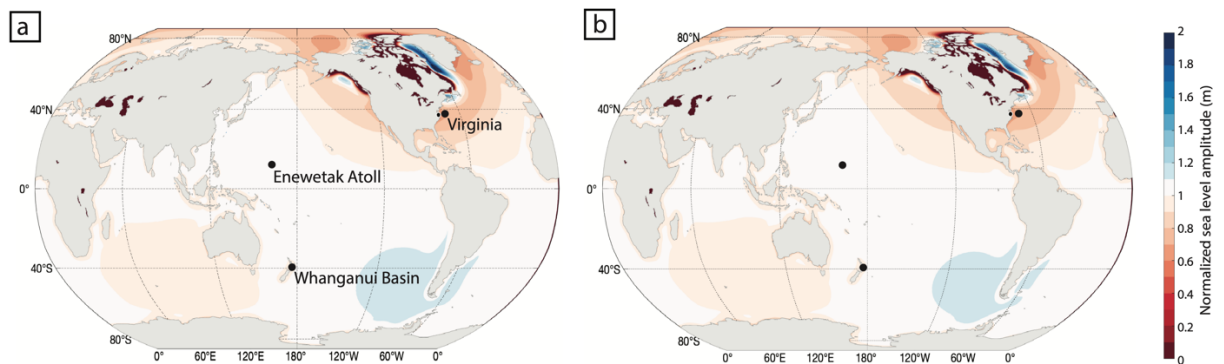 a
b
80°N
40°N
0°
40°S
80°S
Virginia
Enewetak Atoll
Whanganui Basin
0°
60°E
120°E
180°
120°W
60°W
0°
80°N
40°N
0°
40°S
80°S
0°
60°E
120°E
180°
120°W
60°W
0°
2
1.8
1.6
1.4
1.2
1
0.8
0.6
0.4
0.2
0
Normalized sea level amplitude (m)